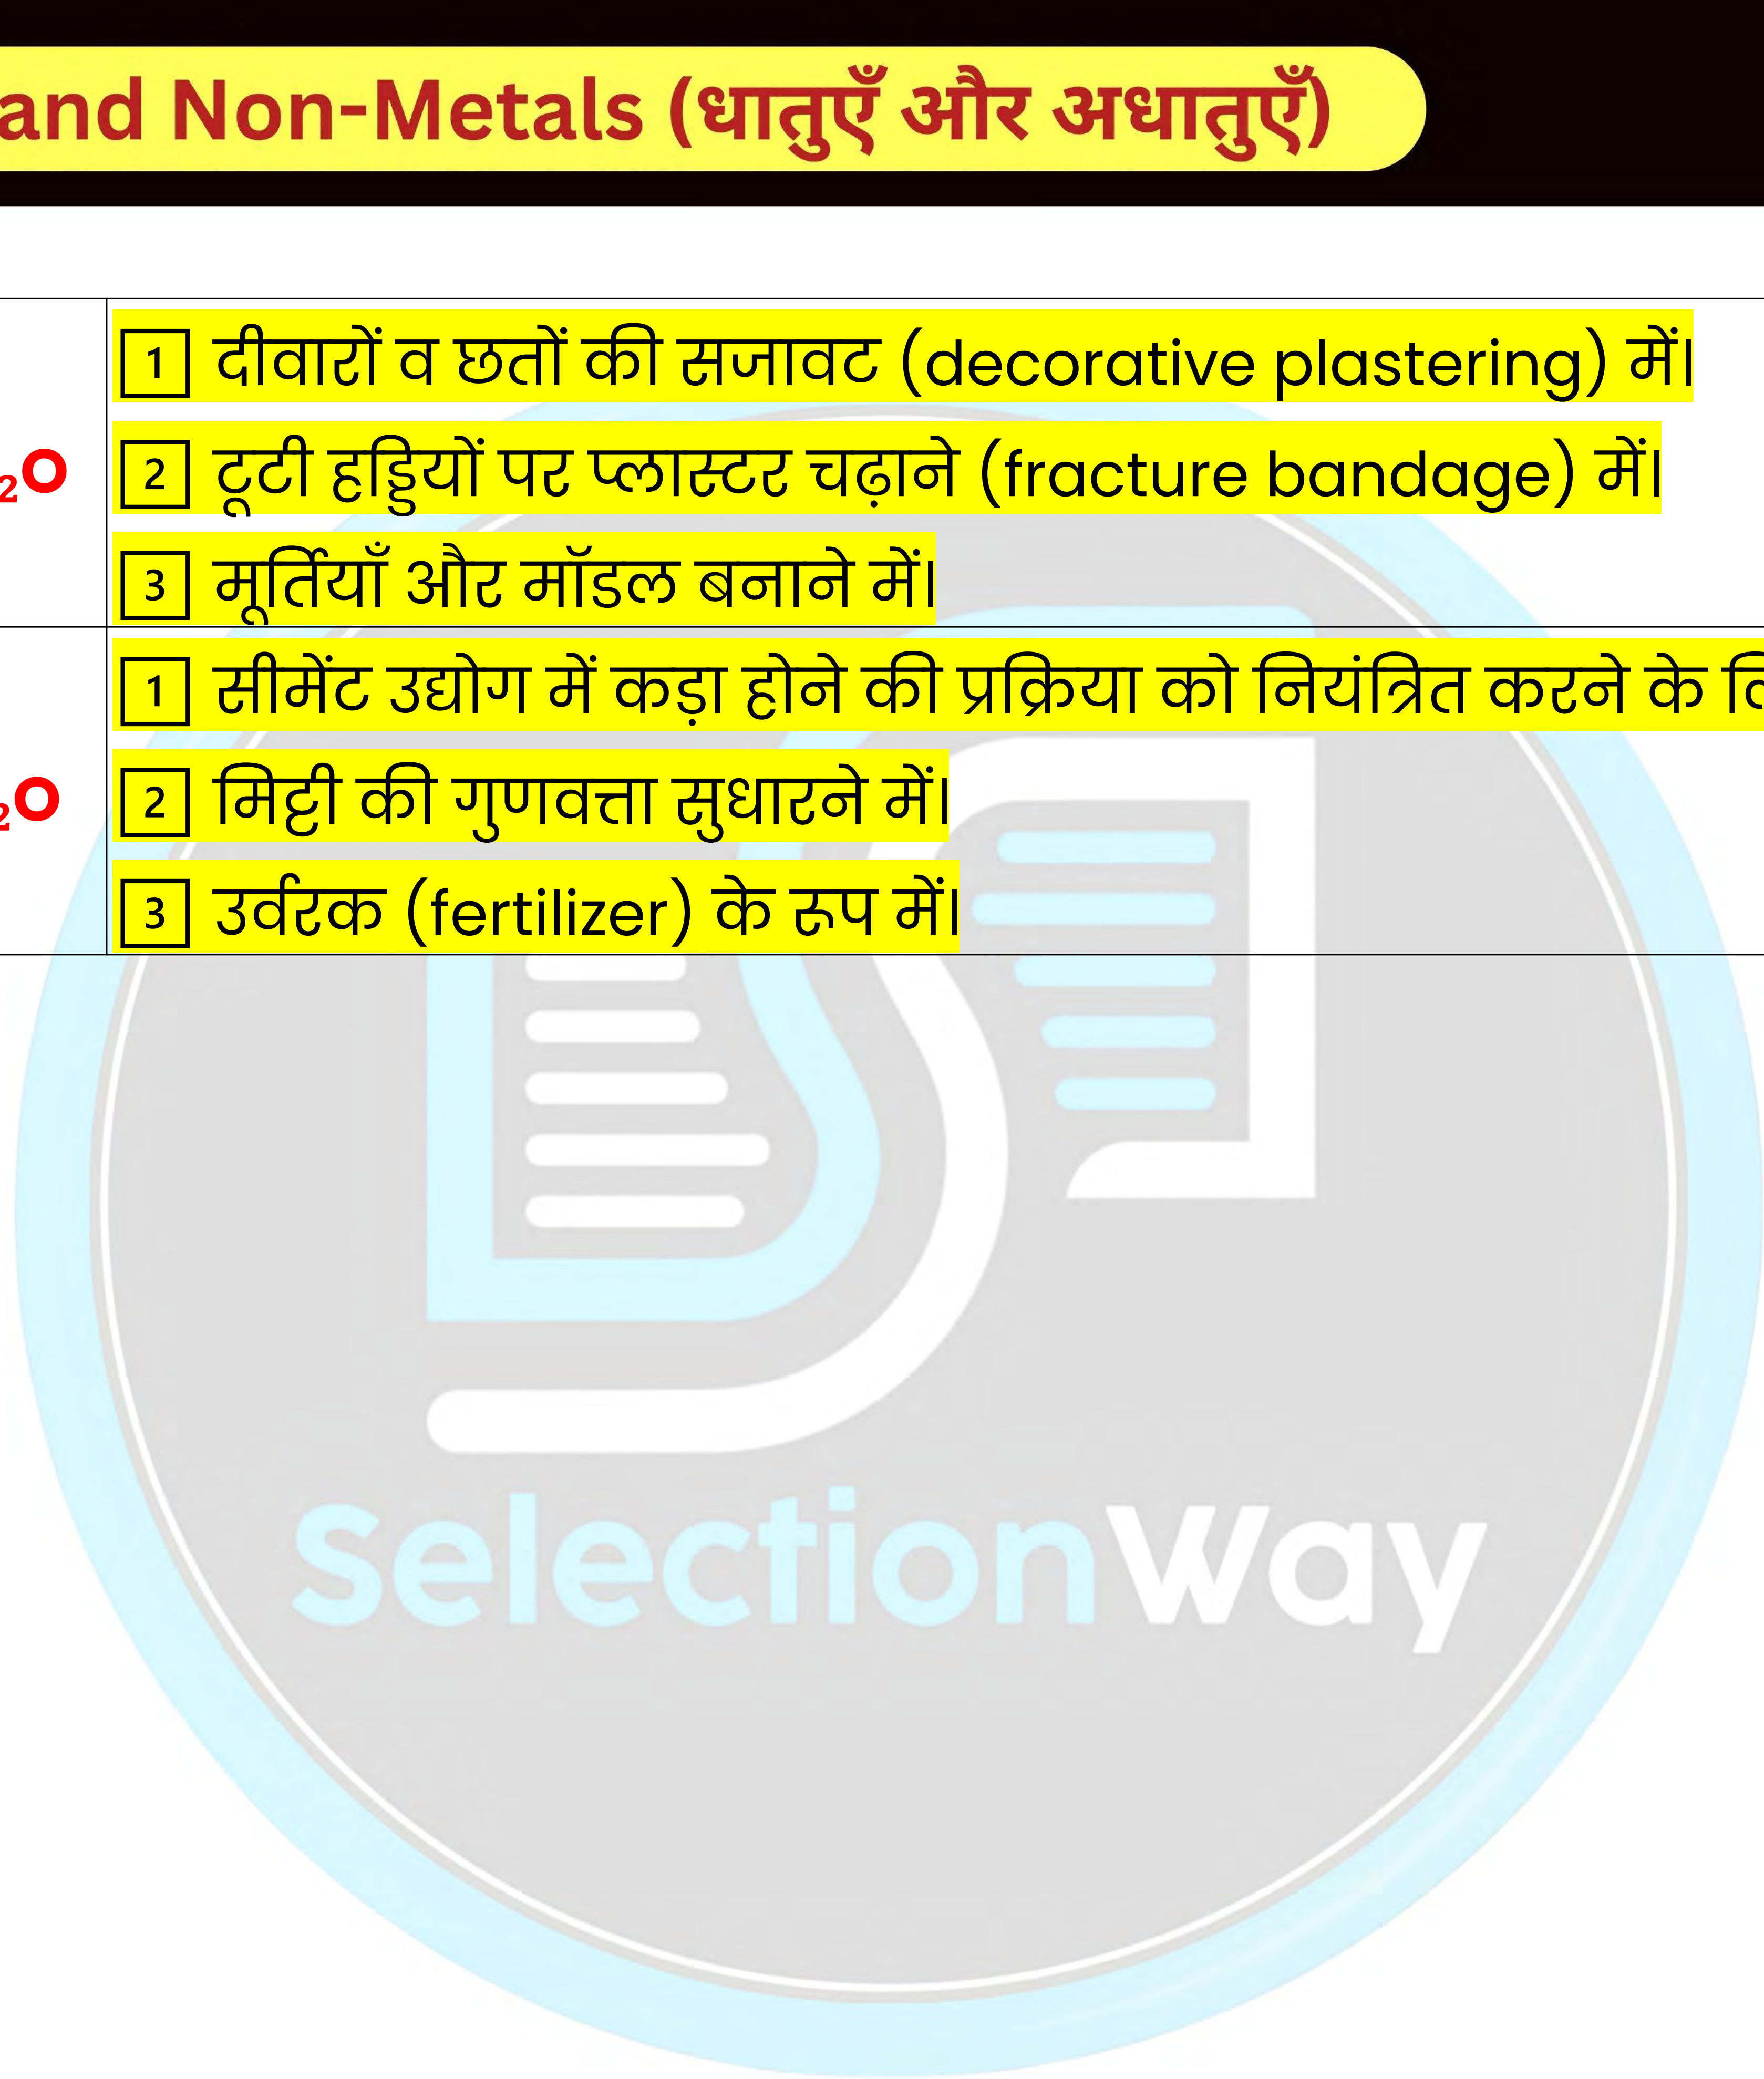 and Non-Metals (धातुएँ और अधातुएँ)
1 दीवारों व छतों की सजावट (decorative plastering) में।
₂O
2 टूटी हड्डियों पर प्लास्टर चढ़ाने (fracture bandage) में।
3 मूर्तियाँ और मॉडल बनाने में।
1 सीमेंट उद्योग में कड़ा होने की प्रक्रिया को नियंत्रित करने के
₂O
2 मिट्टी की गुणवत्ता सुधारने में।
3 उर्वरक (fertilizer) के रूप में।
SelectionWay